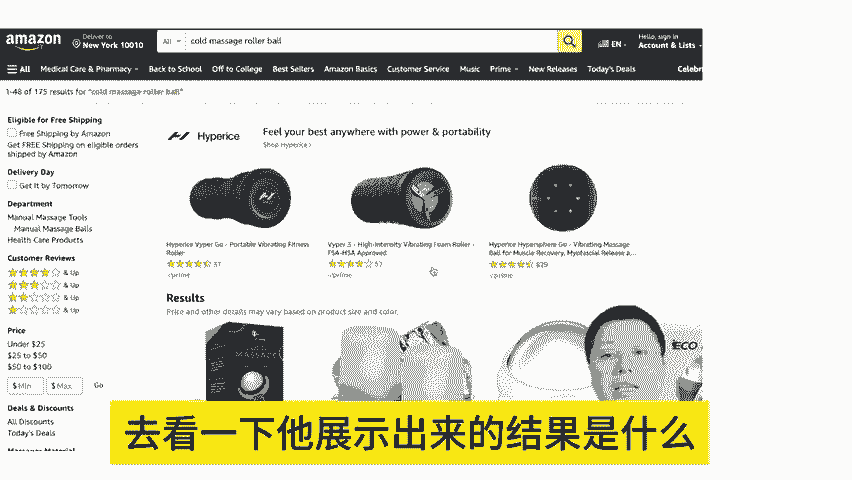 amazon
Deliver to
New York 10010
All
cold massage roller ball
EN
Hello, sign in
Account & Lists
All
Medical Care & Pharmacy
Back to School
Off to College
Best Sellers
Amazon Basics
Customer Service
Music
Prime
New Releases
Today's Deals
Celebr
1-48 of 175 results for "cold massage roller ball"
Eligible for Free Shipping
Free Shipping by Amazon
Get FREE Shipping on eligible orders
shipped by Amazon
Delivery Day
Get It by Tomorrow
Department
Manual Massage Tools
Manual Massage Balls
Health Care Products
Customer Reviews
& Up
& Up
& Up
& Up
Price
Under $25
$25 to $50
$50 to $100
$ Min
$ Max
Go
Deals & Discounts
All Discounts
Today's Deals
Hyperice
Feel your best anywhere with power & portability
Shop Hyperice ›
Hyperice Vyper Go - Portable Vibrating Fitness
Roller
37
prime
Vyper 3 - High-Intensity Vibrating Foam Roller -
FSA-HSA Approved
prime
Hyperice Hypersphere Go - Vibrating Massage
Ball for Muscle Recovery, Myofascial Release a...
prime
Results
Price and other details may vary based on product size and color.
ECO
去看一下他展示出来的结果是什么